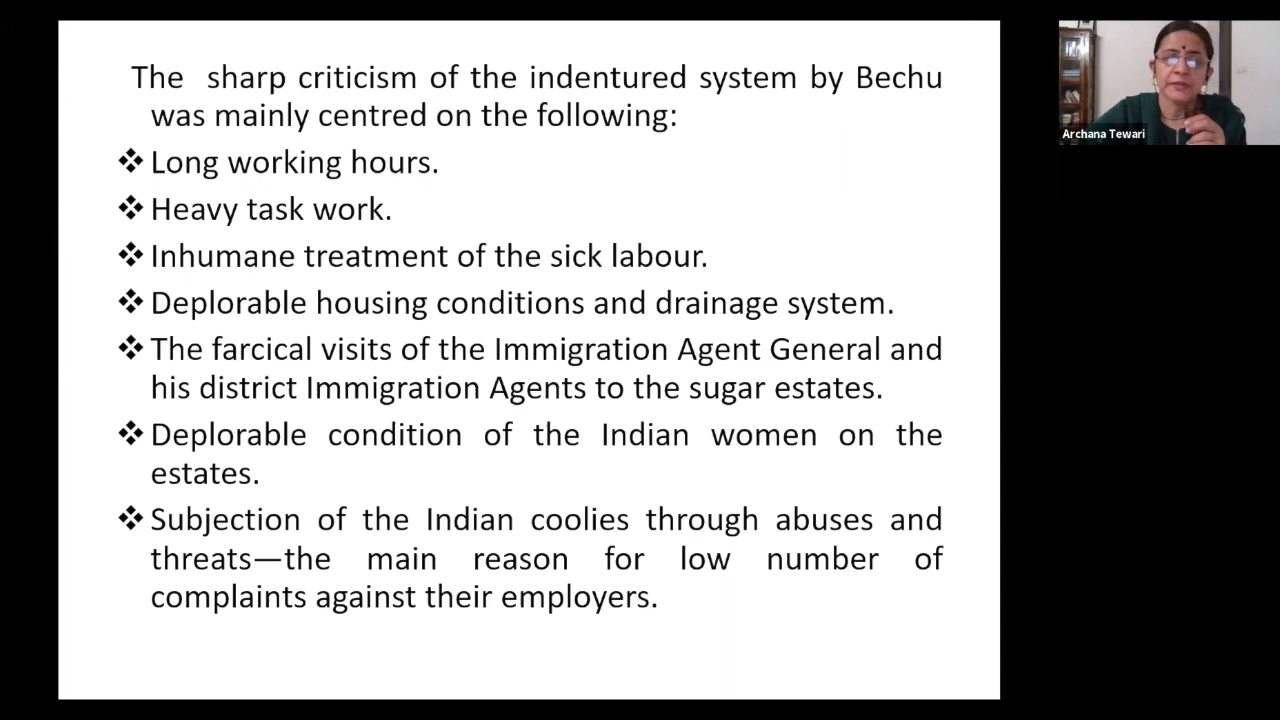 The sharp criticism of the indentured system by Bechu
was mainly centred on the following:
❖ Long working hours.
❖ Heavy task work.
❖ Inhumane treatment of the sick labour.
❖ Deplorable housing conditions and drainage system.
❖ The farcical visits of the Immigration Agent General and
his district Immigration Agents to the sugar estates.
❖ Deplorable condition of the Indian women on the
estates.
❖ Subjection of the Indian coolies through abuses and
threats—the main reason for low number of
complaints against their employers.
Archana Tewari